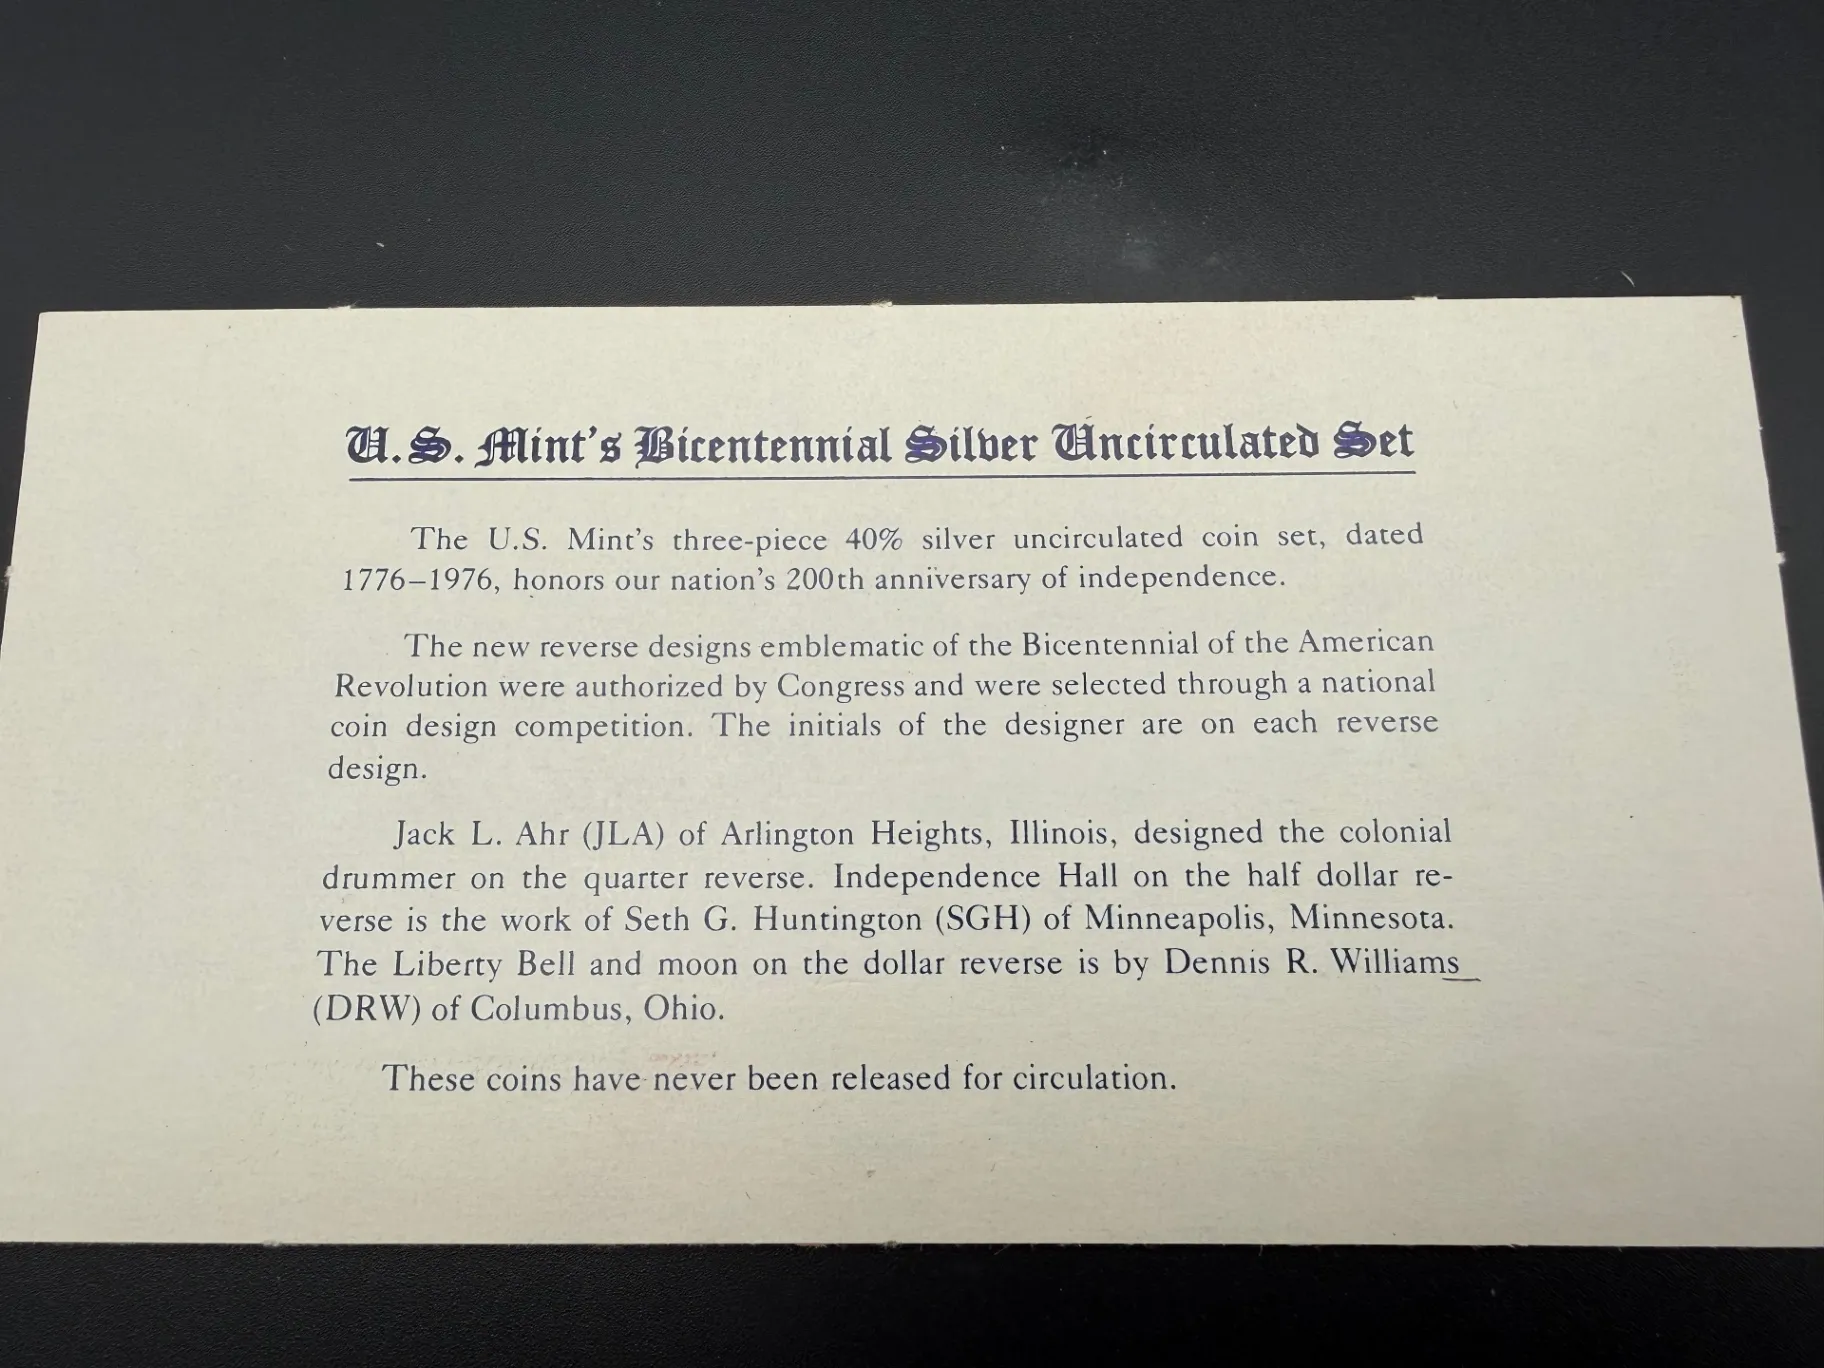 U.S. Mint's Bicentennial Silver Uncirculated Set
The U.S. Mint's three-piece 40% silver uncirculated coin set, dated
1776–1976, honors our nation's 200th anniversary of independence.
The new reverse designs emblematic of the Bicentennial of the American
Revolution were authorized by Congress and were selected through a national
coin design competition. The initials of the designer are on each reverse
design.
Jack L. Ahr (JLA) of Arlington Heights, Illinois, designed the colonial
drummer on the quarter reverse. Independence Hall on the half dollar re-
verse is the work of Seth G. Huntington (SGH) of Minneapolis, Minnesota.
The Liberty Bell and moon on the dollar reverse is by Dennis R. Williams
(DRW) of Columbus, Ohio.
These coins have never been released for circulation.